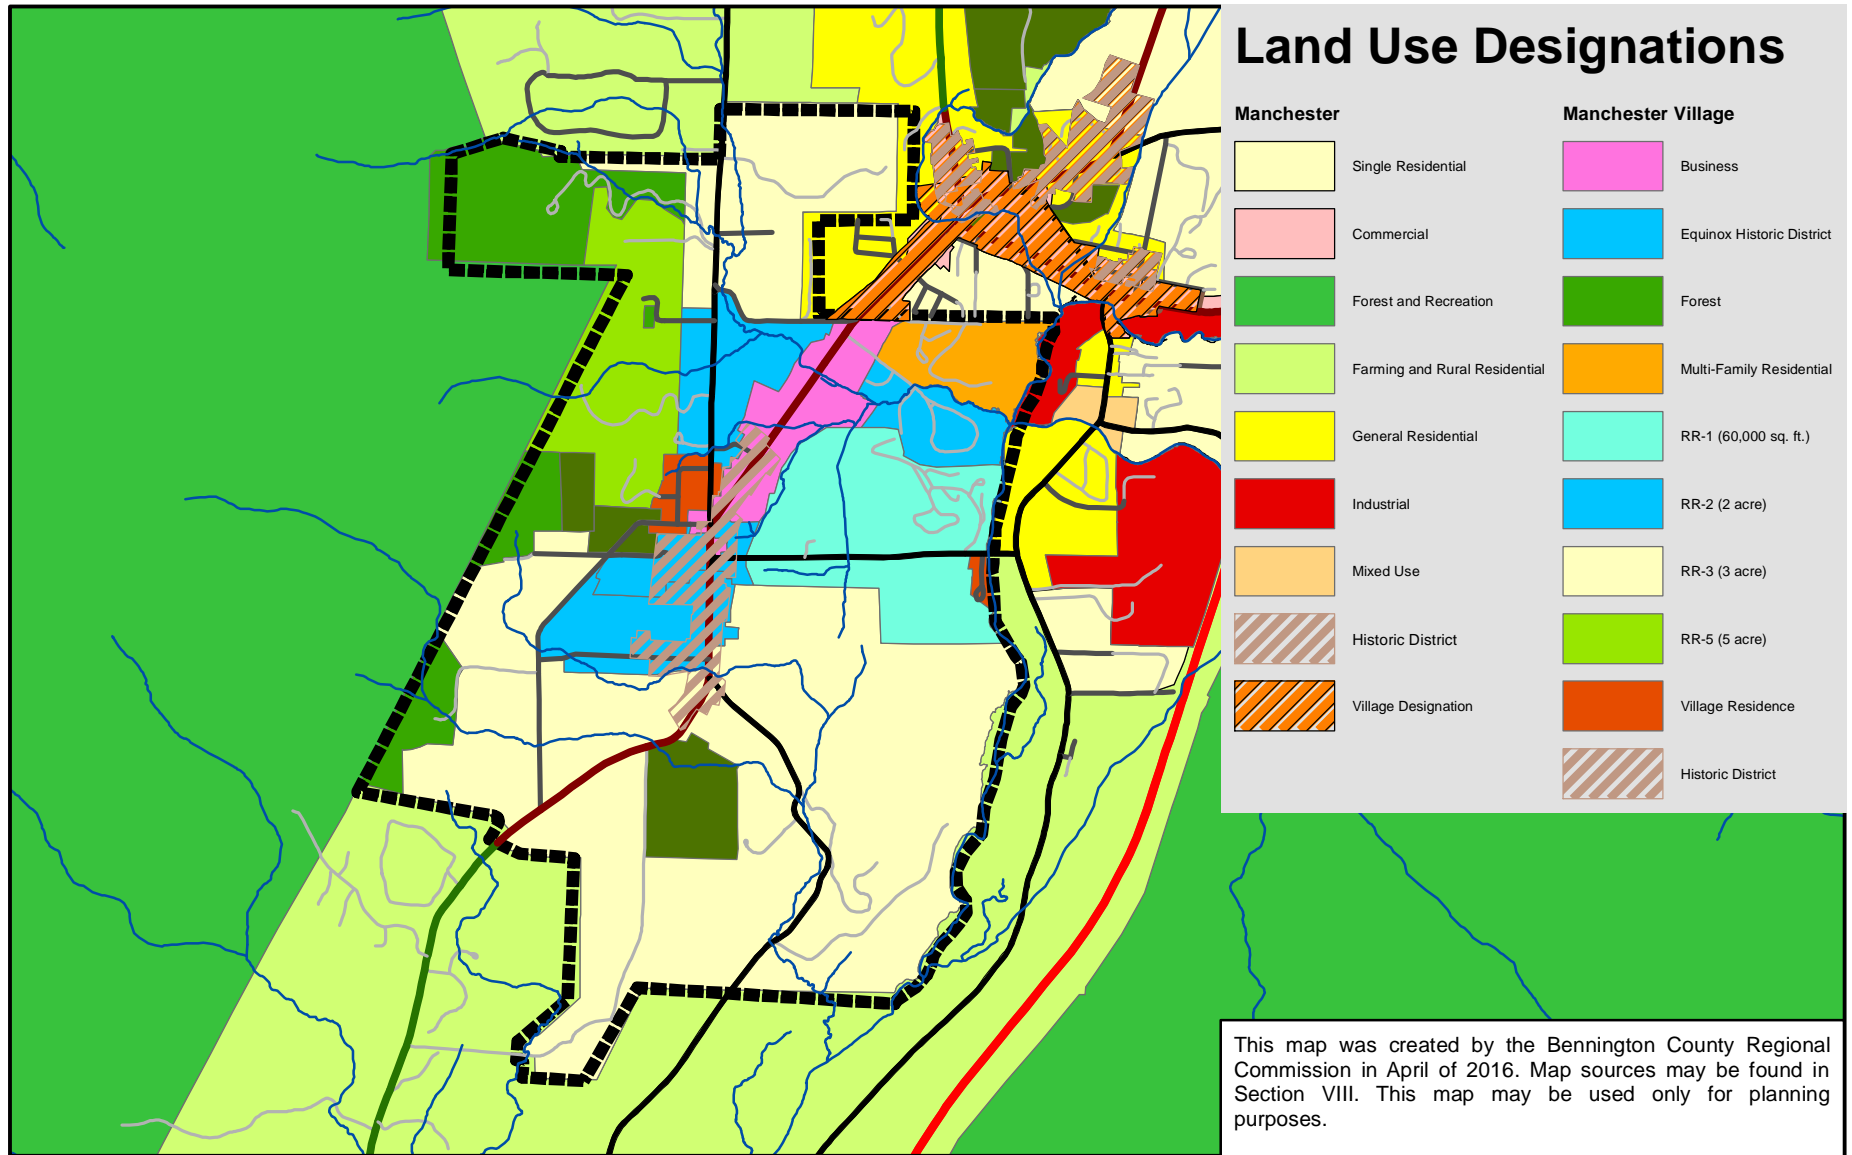 Land Use Designations
Manchester
Single Residential
Commercial
Forest and Recreation
Farming and Rural Residential
General Residential
Industrial
Mixed Use
Historic District
Village Designation
Manchester Village
Business
Equinox Historic District
Forest
Multi-Family Residential
RR-1 (60,000 sq. ft.)
RR-2 (2 acre)
RR-3 (3 acre)
RR-5 (5 acre)
Village Residence
Historic District
This map was created by the Bennington County Regional
Commission in April of 2016. Map sources may be found in
Section VIII. This map may be used only for planning
purposes.